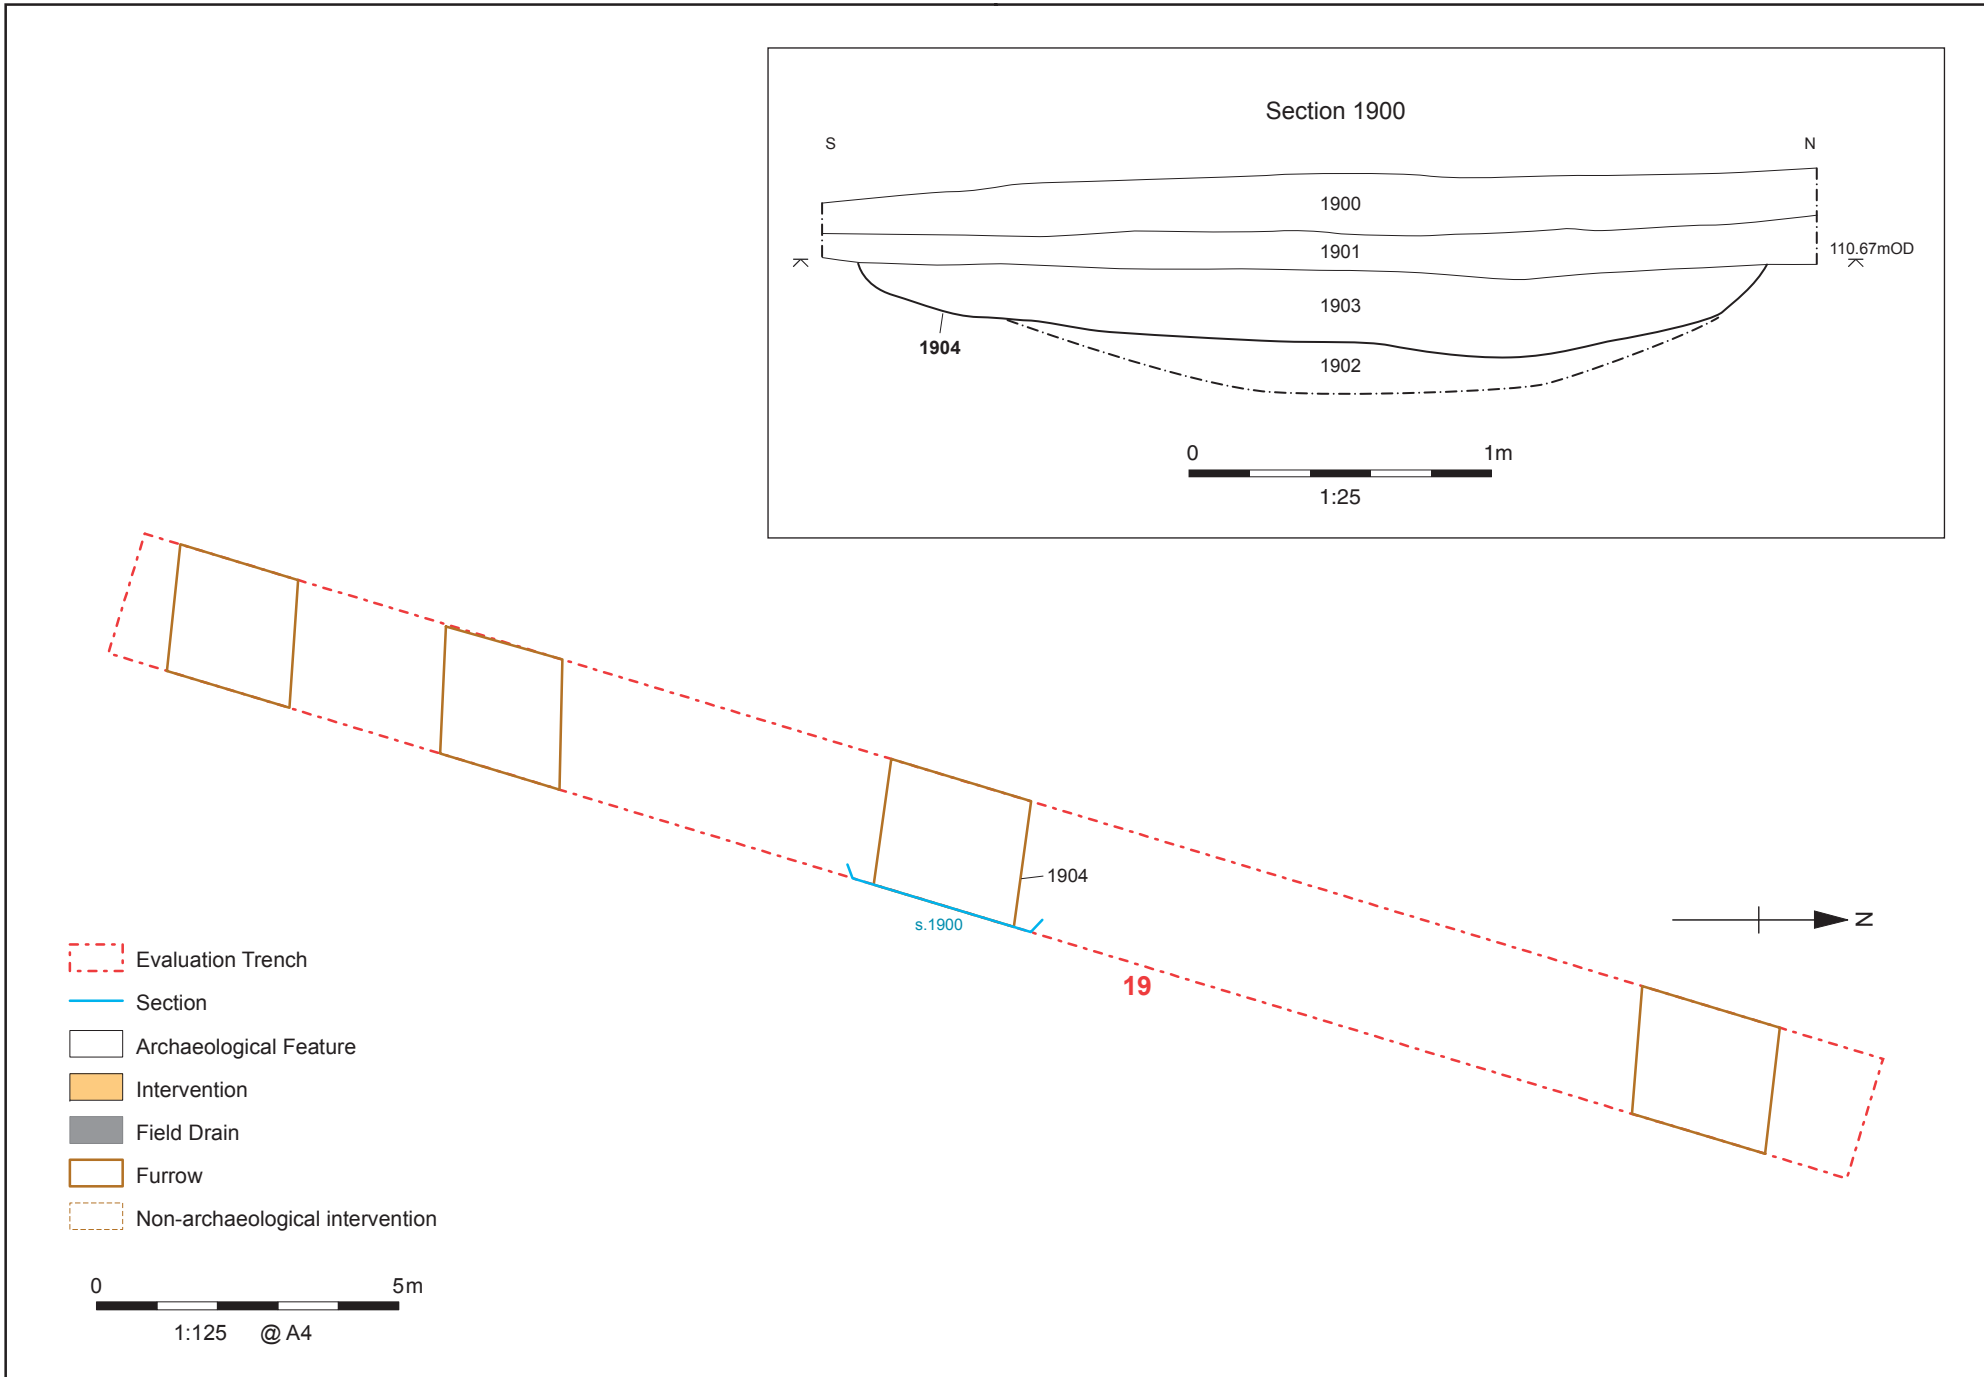 Section 1900
S
N
1900
1901
110.67mOD
1903
1904
1902
0 1m
1:25
1904
s.1900
19
N
Evaluation Trench
Section
Archaeological Feature
Intervention
Field Drain
Furrow
Non-archaeological intervention
0 5m
1:125 @ A4